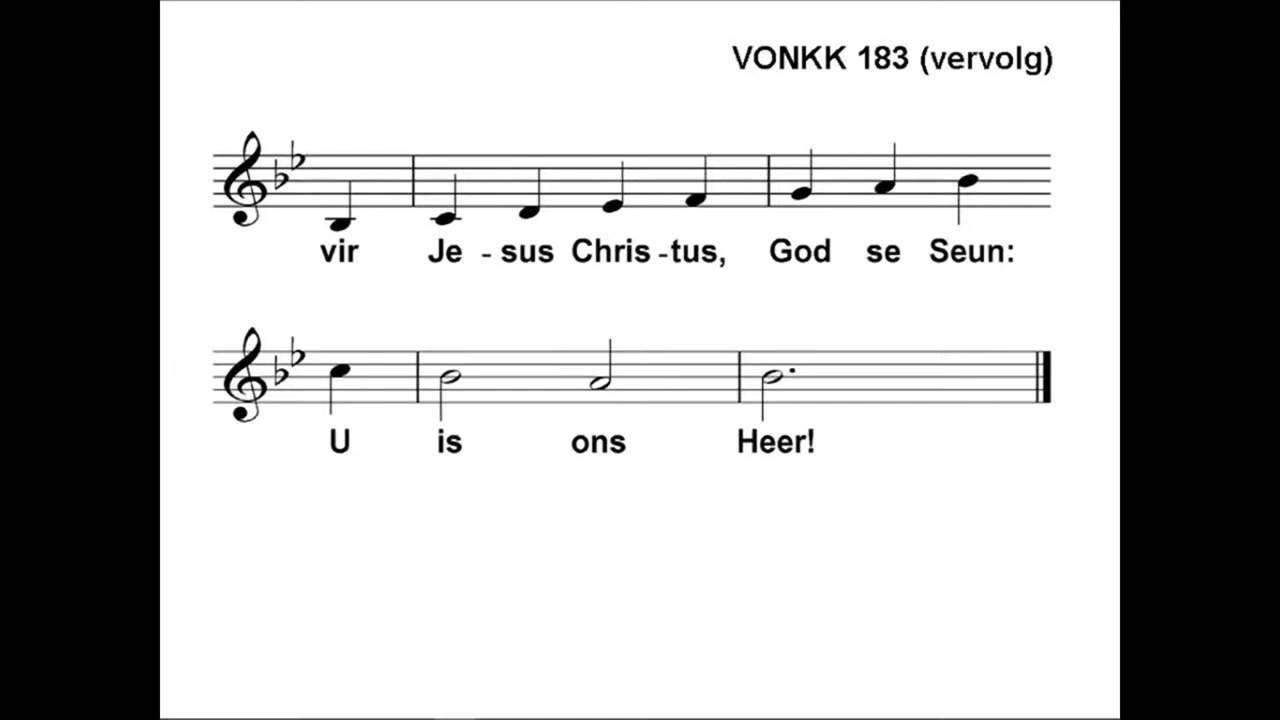 VONKK 183 (vervolg)
vir Je - sus Chris - tus, God se Seun:
U is ons Heer!